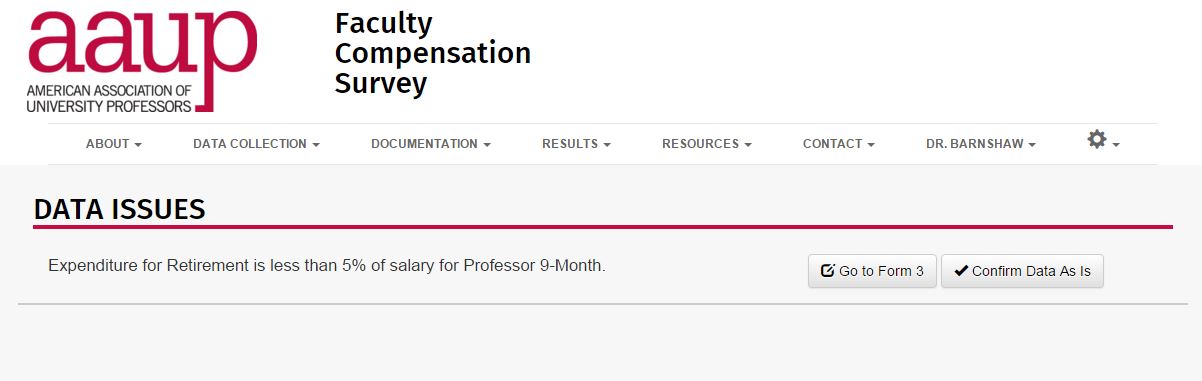 aaup
AMERICAN ASSOCIATION OF
UNIVERSITY PROFESSORS
Faculty
Compensation
Survey
ABOUT
DATA COLLECTION
DOCUMENTATION
RESULTS
RESOURCES
CONTACT
DR. BARNSHAW
DATA ISSUES
Expenditure for Retirement is less than 5% of salary for Professor 9-Month.
Go to Form 3
Confirm Data As Is